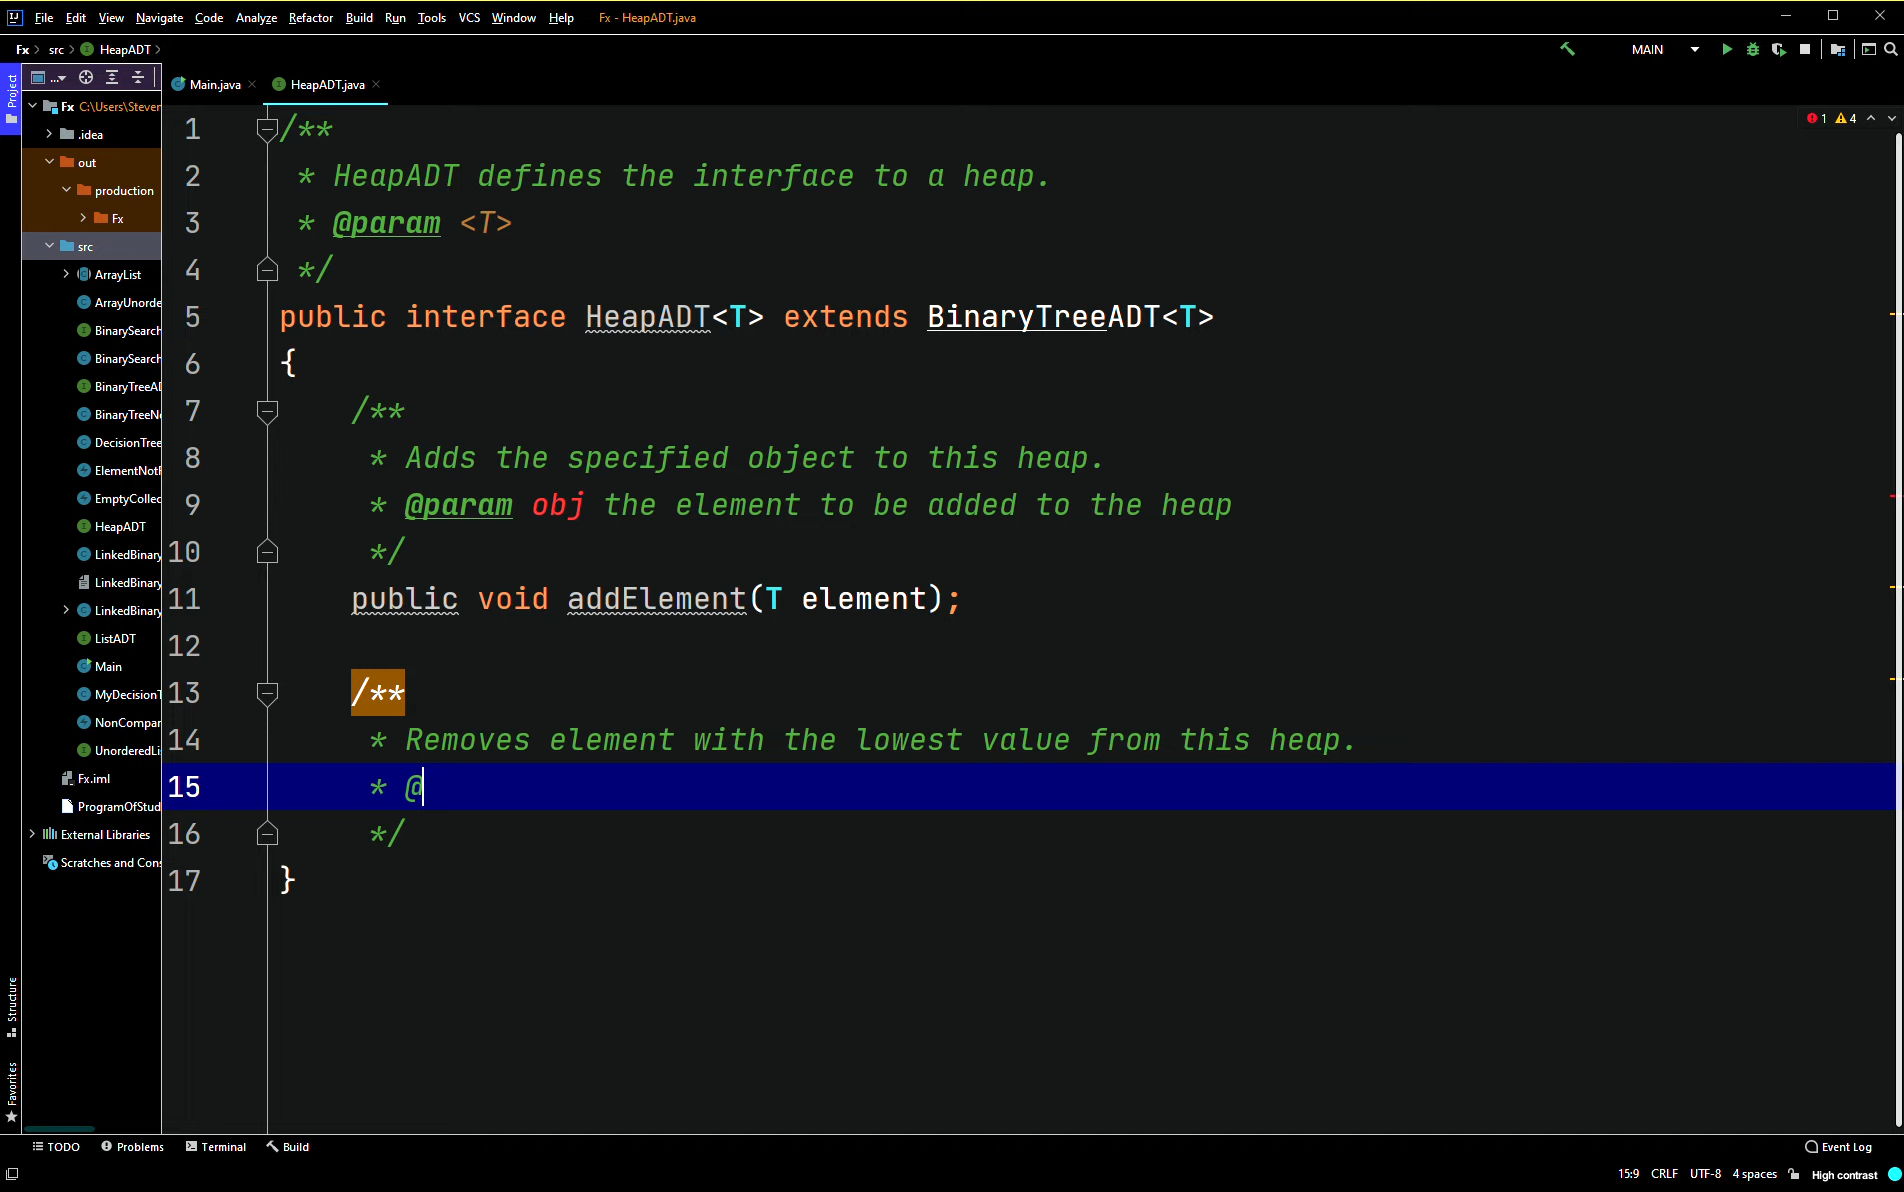 File Edit View Navigate Code Analyze Refactor Build Run Tools VCS Window Help Fx - HeapADT.java
Fx src HeapADT MAIN
... Main.java HeapADT.java
Project
Fx C:\Users\Steven
.idea
out
production
Fx
src
ArrayList
ArrayUnorde
BinarySearch
BinarySearch
BinaryTreeAD
BinaryTreeNo
DecisionTree
ElementNotF
EmptyCollec
HeapADT
LinkedBinary
LinkedBinary
LinkedBinary
ListADT
Main
MyDecisionT
NonCompar
UnorderedLi
Fx.iml
ProgramOfStud
External Libraries
Scratches and Cons
Structure
Favorites
1 4
1 /**
2 * HeapADT defines the interface to a heap.
3 * @param <T>
4 */
5 public interface HeapADT<T> extends BinaryTreeADT<T>
6 {
7 /**
8 * Adds the specified object to this heap.
9 * @param obj the element to be added to the heap
10 */
11 public void addElement(T element);
12
13 /**
14 * Removes element with the lowest value from this heap.
15 * @
16 */
17 }
TODO Problems Terminal Build Event Log
15:9 CRLF UTF-8 4 spaces High contrast